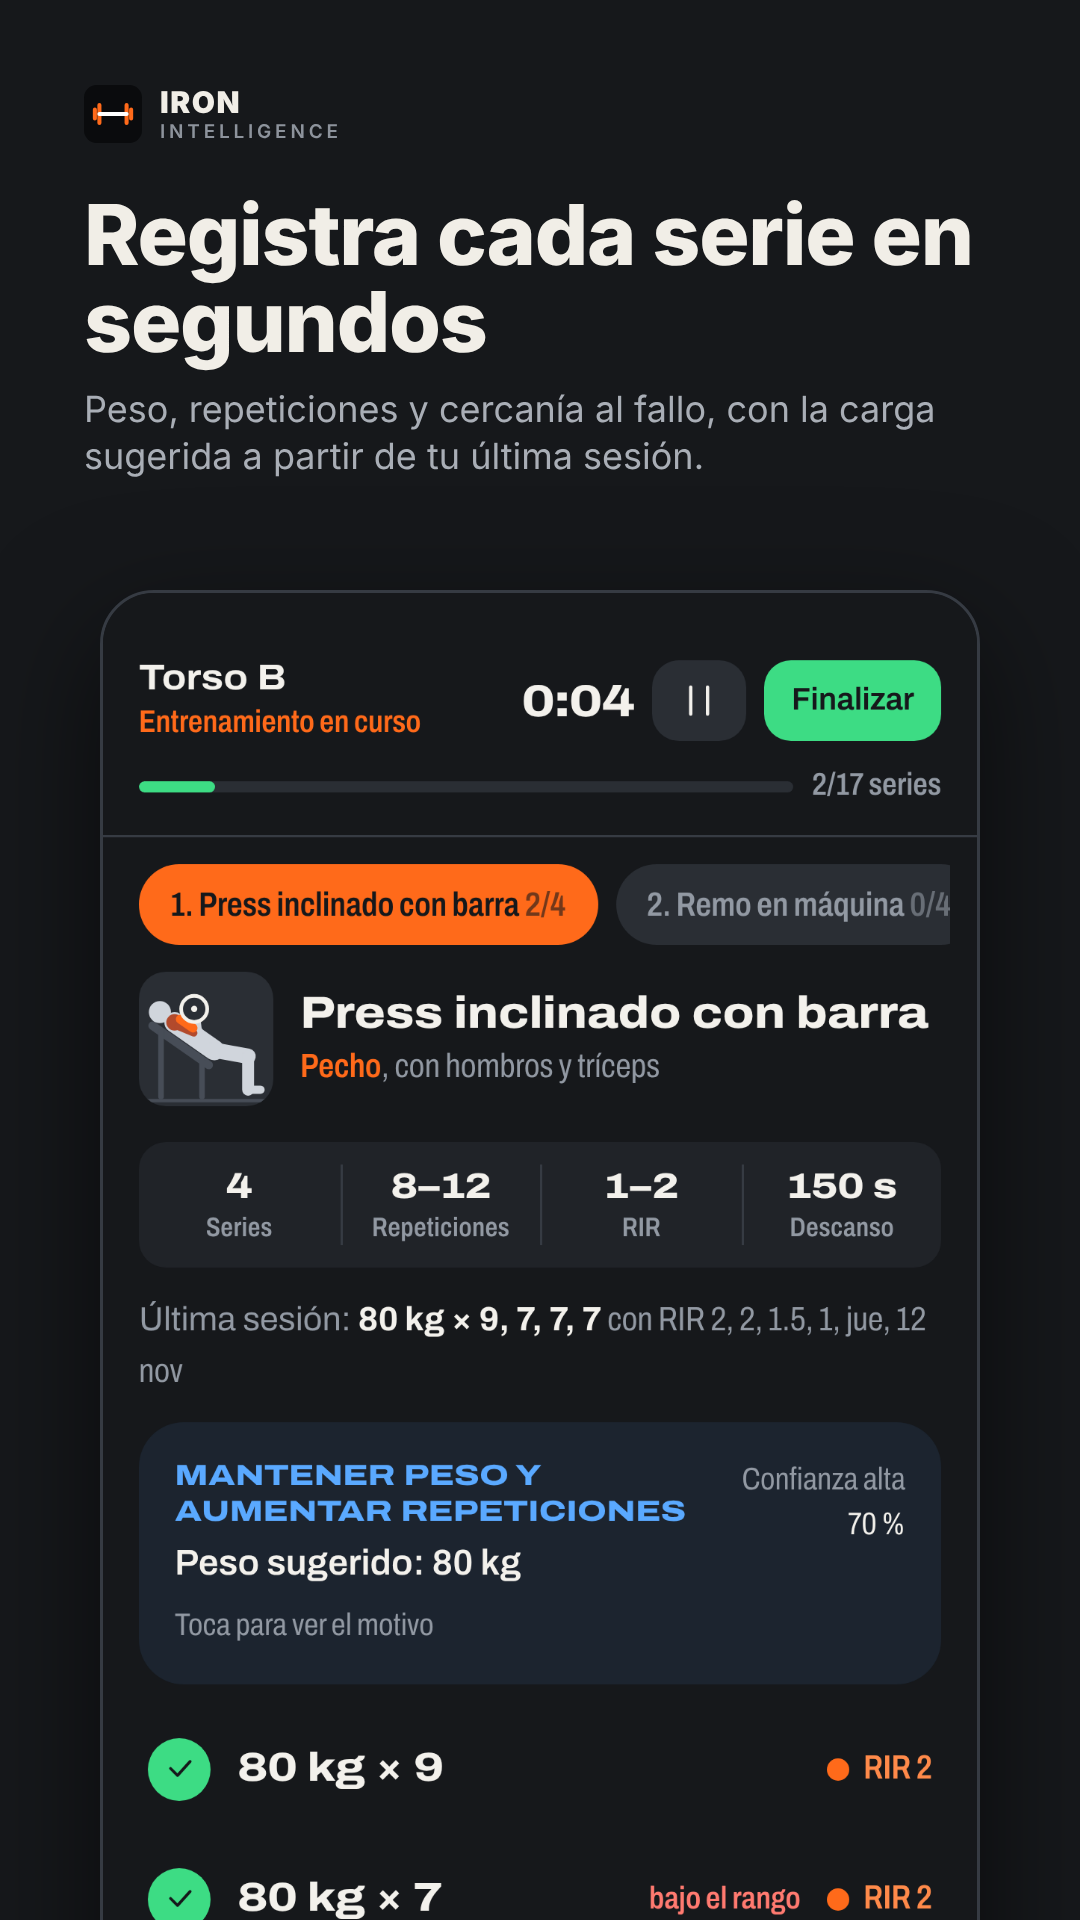 IRON
INTELLIGENCE
Registra cada serie en
segundos
Peso, repeticiones y cercanía al fallo, con la carga
sugerida a partir de tu última sesión.
Torso B
Entrenamiento en curso
0:04
Finalizar
2/17 series
1. Press inclinado con barra 2/4
2. Remo en máquina 0/4
Press inclinado con barra
Pecho, con hombros y tríceps
4
Series
8–12
Repeticiones
1–2
RIR
150 s
Descanso
Última sesión: 80 kg × 9, 7, 7, 7 con RIR 2, 2, 1.5, 1, jue, 12
nov
MANTENER PESO Y
AUMENTAR REPETICIONES
Confianza alta
70 %
Peso sugerido: 80 kg
Toca para ver el motivo
80 kg × 9
RIR 2
80 kg × 7
bajo el rango
RIR 2